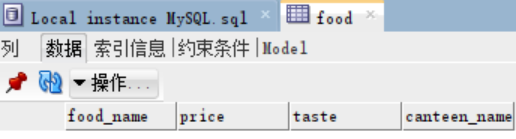 Local instance MySQL.sql × food ×
列 数据 索引信息 |约束条件 |Model
操作...
food_name price taste canteen_name